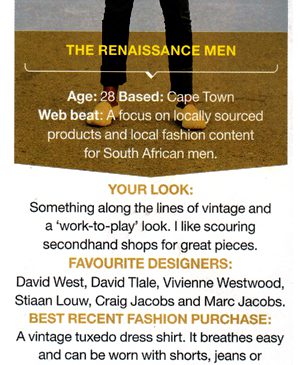 THE RENAISSANCE MEN
Age: 28 Based: Cape Town
Web beat: A focus on locally sourced
products and local fashion content
for South African men.
YOUR LOOK:
Something along the lines of vintage and
a ‘work-to-play’ look. I like scouring
secondhand shops for great pieces.
FAVOURITE DESIGNERS:
David West, David Tlale, Vivienne Westwood,
Stiaan Louw, Craig Jacobs and Marc Jacobs.
BEST RECENT FASHION PURCHASE:
A vintage tuxedo dress shirt. It breathes easy
and can be worn with shorts, jeans or